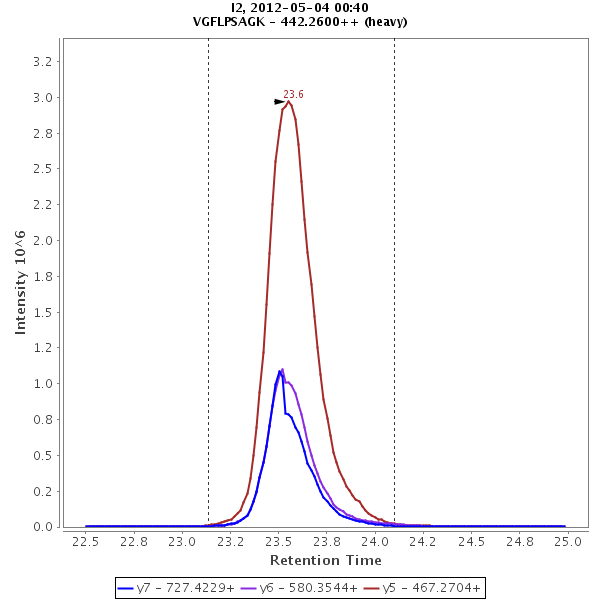 I2, 2012-05-04 00:40
VGFLPSAGK - 442.2600++ (heavy)
3.2
3.0
2.8
2.5
2.2
2.0
1.8
1.5
1.2
1.0
0.8
0.5
0.2
0.0
Intensity 10^6
23.6
22.5 22.8 23.0 23.2 23.5 23.8 24.0 24.2 24.5 24.8 25.0
Retention Time
y7 - 727.4229+ y6 - 580.3544+ y5 - 467.2704+